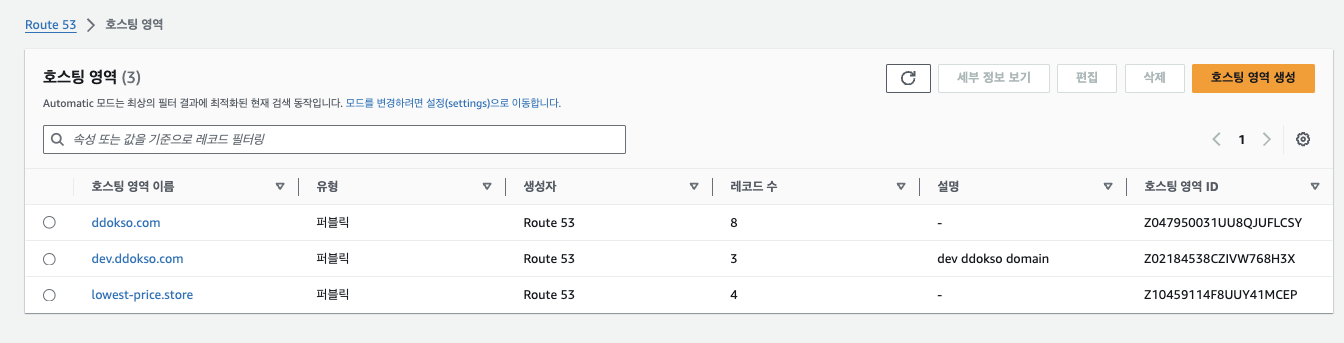 Route 53 > 호스팅 영역
호스팅 영역 (3)
세부 정보 보기 편집 삭제 호스팅 영역 생성
Automatic 모드는 최상의 필터 결과에 최적화된 현재 검색 동작입니다. 모드를 변경하려면 설정(settings)으로 이동합니다.
속성 또는 값을 기준으로 레코드 필터링
1
호스팅 영역 이름 유형 생성자 레코드 수 설명 호스팅 영역 ID
ddokso.com 퍼블릭 Route 53 8 - Z047950031UU8QJUFLCSY
dev.ddokso.com 퍼블릭 Route 53 3 dev ddokso domain Z02184538CZIVW768H3X
lowest-price.store 퍼블릭 Route 53 4 - Z10459114F8UUY41MCEP